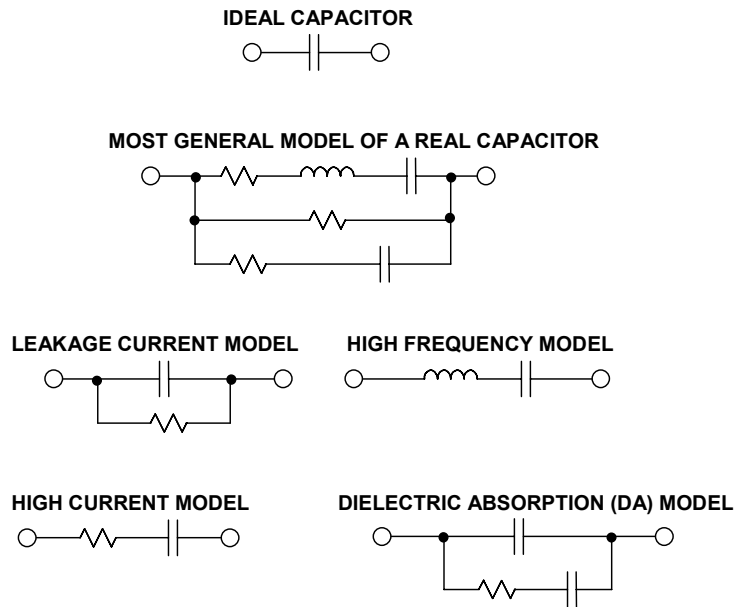 IDEAL CAPACITOR
MOST GENERAL MODEL OF A REAL CAPACITOR
LEAKAGE CURRENT MODEL
HIGH FREQUENCY MODEL
HIGH CURRENT MODEL
DIELECTRIC ABSORPTION (DA) MODEL